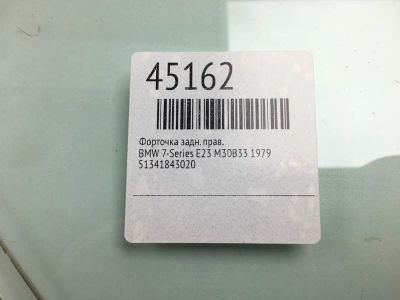 45162
Форточка задн. прав.
BMW 7-Series E23 M30B33 1979
51341843020